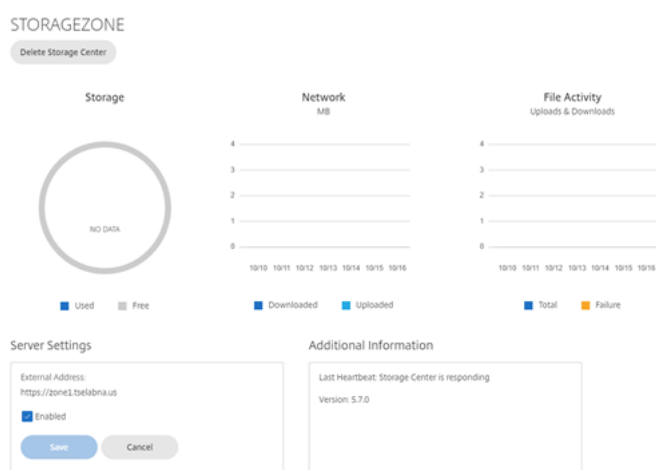 STORAGEZONE
Delete Storage Center
Storage
NO DATA
Used Free
Network
MB
4
3
2
1
0
10/10 10/11 10/12 10/13 10/14 10/15 10/16
Downloaded Uploaded
File Activity
Uploads & Downloads
4
3
2
1
0
10/10 10/11 10/12 10/13 10/14 10/15 10/16
Total Failure
Server Settings
External Address:
https://zone1.tselabna.us
Enabled
Save Cancel
Additional Information
Last Heartbeat: Storage Center is responding
Version: 5.7.0